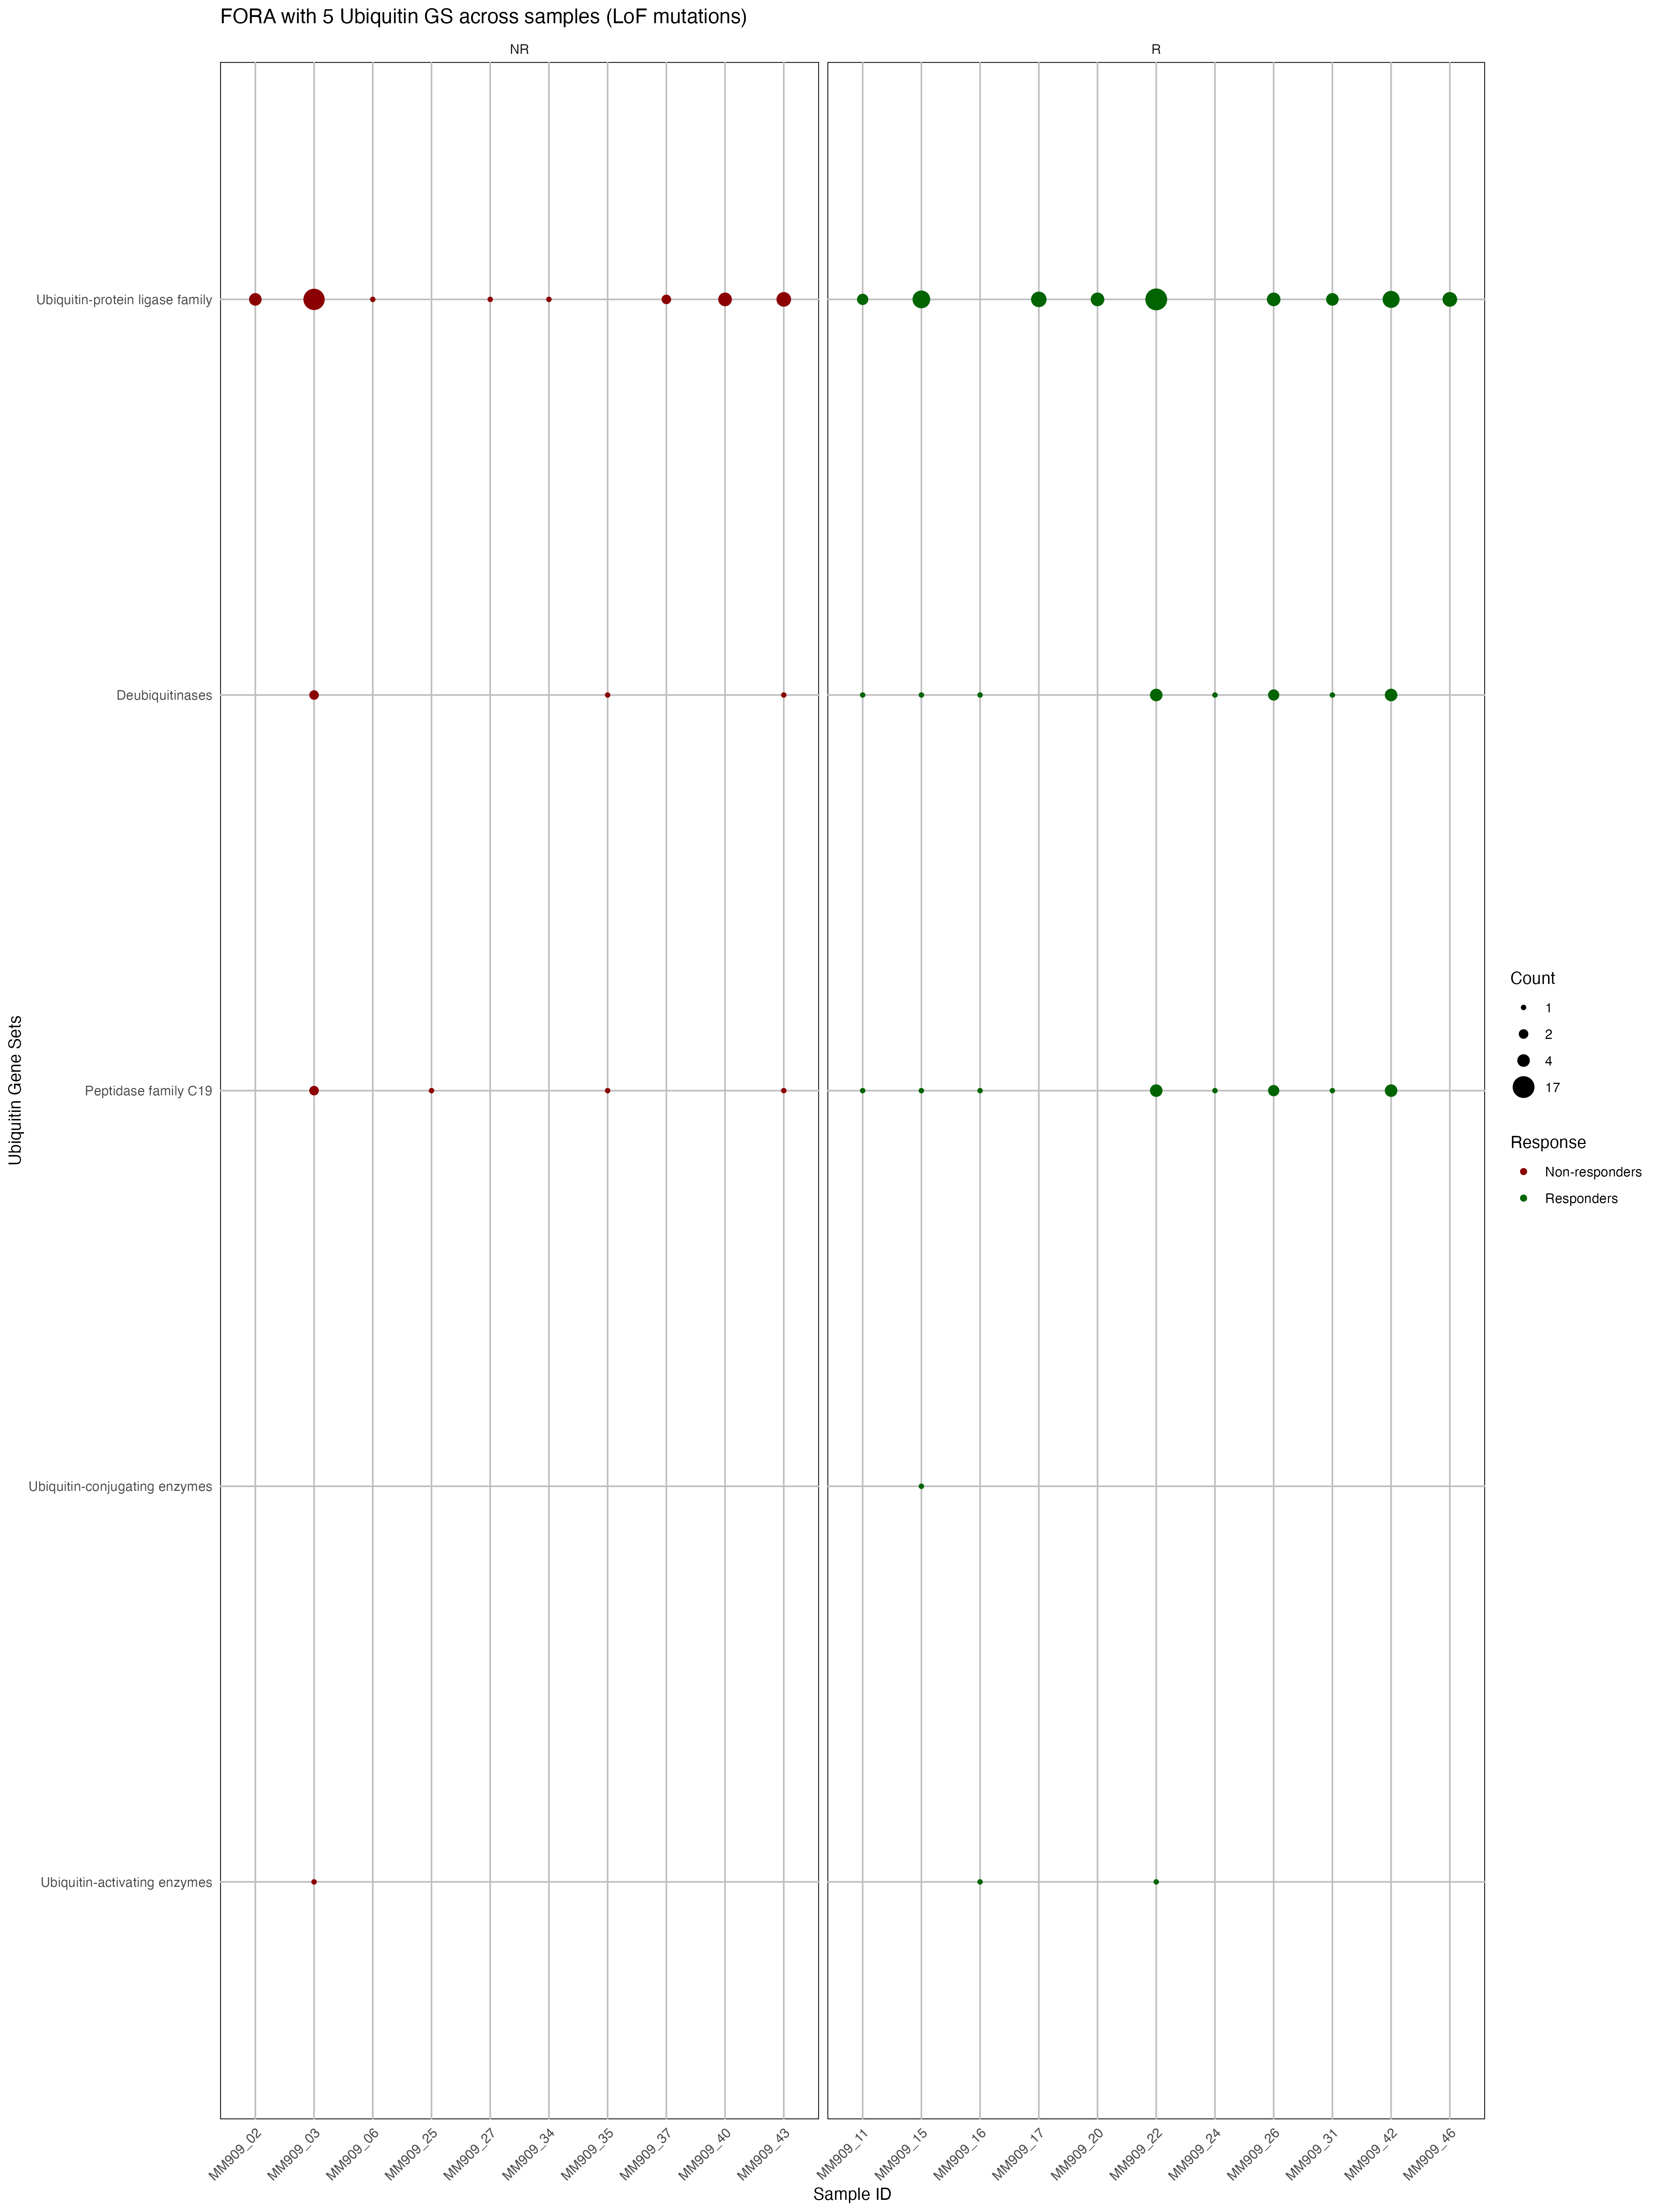 FORA with 5 Ubiquitin GS across samples (LoF mutations)
NR
R
Ubiquitin-protein ligase family
Deubiquitinases
Peptidase family C19
Ubiquitin-conjugating enzymes
Ubiquitin-activating enzymes
Ubiquitin Gene Sets
Count
1
2
4
17
Response
Non-responders
Responders
MM909_02
MM909_03
MM909_06
MM909_25
MM909_27
MM909_34
MM909_35
MM909_37
MM909_40
MM909_43
MM909_11
MM909_15
MM909_16
MM909_17
MM909_20
MM909_22
MM909_24
MM909_26
MM909_31
MM909_42
MM909_46
Sample ID